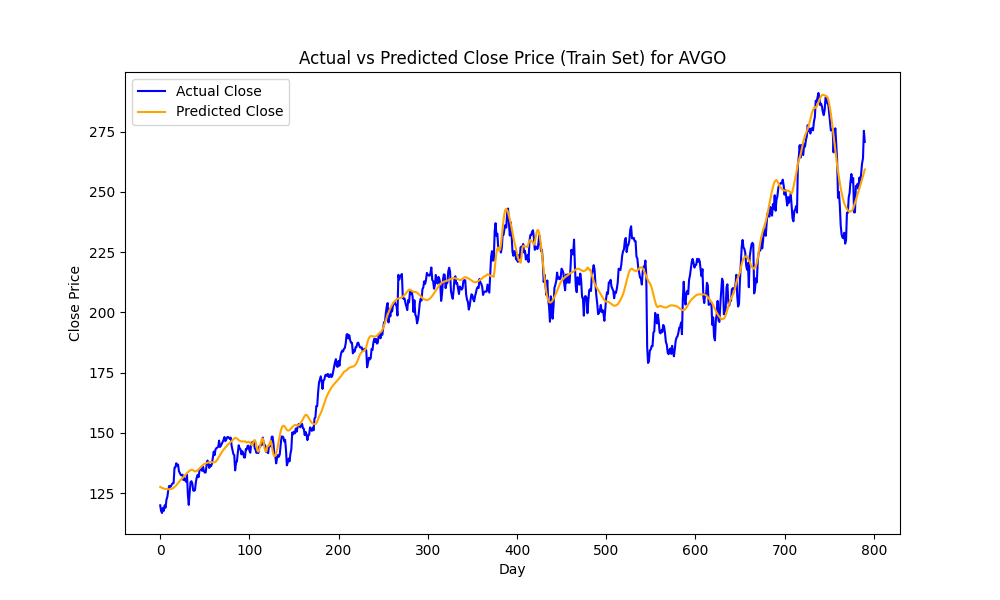 Actual vs Predicted Close Price (Train Set) for AVGO
Actual Close
Predicted Close
275
250
225
200
175
150
125
Close Price
0 100 200 300 400 500 600 700 800
Day